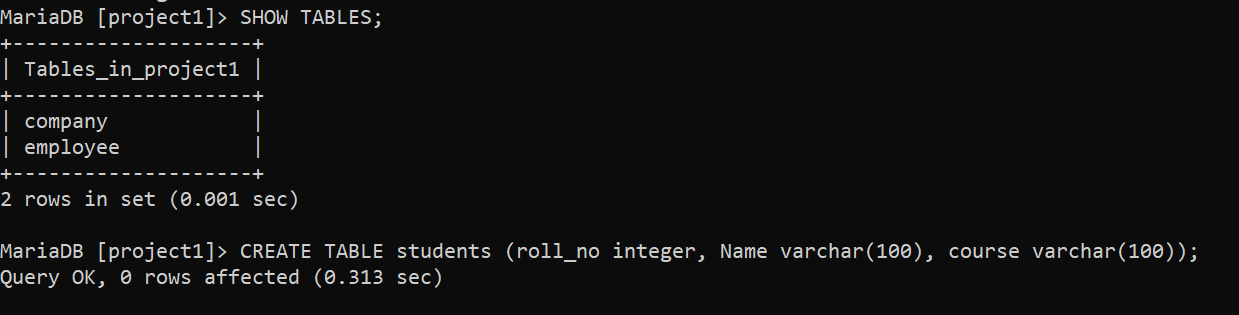 MariaDB [project1]> SHOW TABLES;
+--------------------+
| Tables_in_project1 |
+--------------------+
| company            |
| employee           |
+--------------------+
2 rows in set (0.001 sec)
MariaDB [project1]> CREATE TABLE students (roll_no integer, Name varchar(100), course varchar(100));
Query OK, 0 rows affected (0.313 sec)